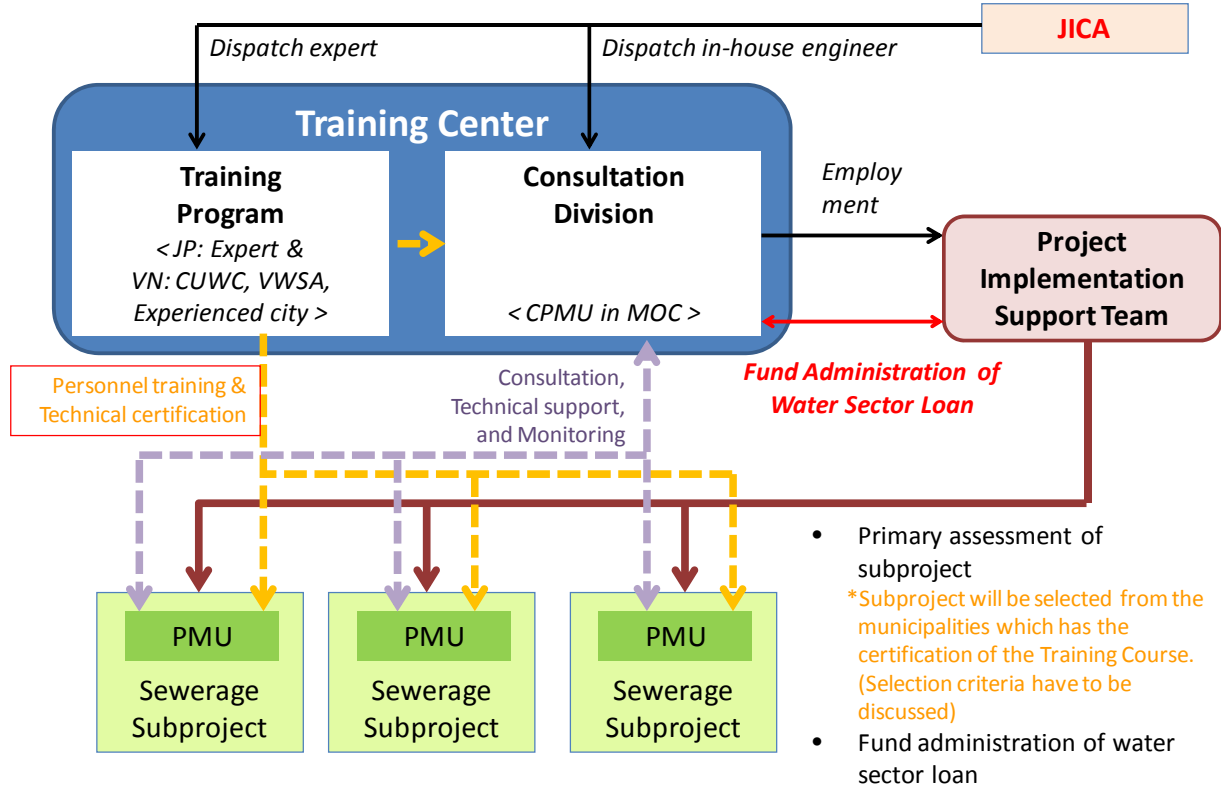 JICA
Dispatch expert
Dispatch in-house engineer
Training Center
Training
Program
< JP: Expert &
VN: CUWC, VWSA,
Experienced city >
Consultation
Division
< CPMU in MOC >
Employ
ment
Project
Implementation
Support Team
Fund Administration of
Water Sector Loan
Personnel training &
Technical certification
Consultation,
Technical support,
and Monitoring
PMU
Sewerage
Subproject
PMU
Sewerage
Subproject
PMU
Sewerage
Subproject
• Primary assessment of
subproject
*Subproject will be selected from the
municipalities which has the
certification of the Training Course.
(Selection criteria have to be
discussed)
• Fund administration of water
sector loan